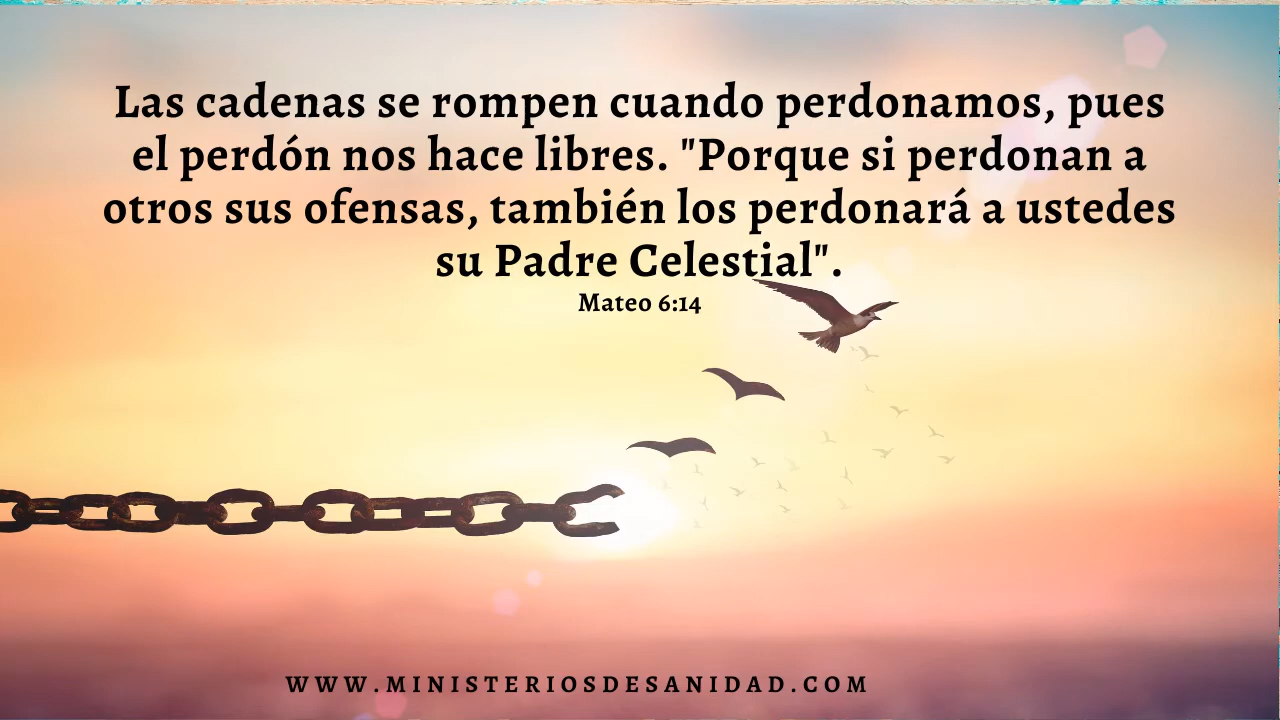 Las cadenas se rompen cuando perdonamos, pues
el perdón nos hace libres. "Porque si perdonan a
otros sus ofensas, también los perdonará a ustedes
su Padre Celestial".
Mateo 6:14
WWW.MINISTERIOSDESANIDAD.COM